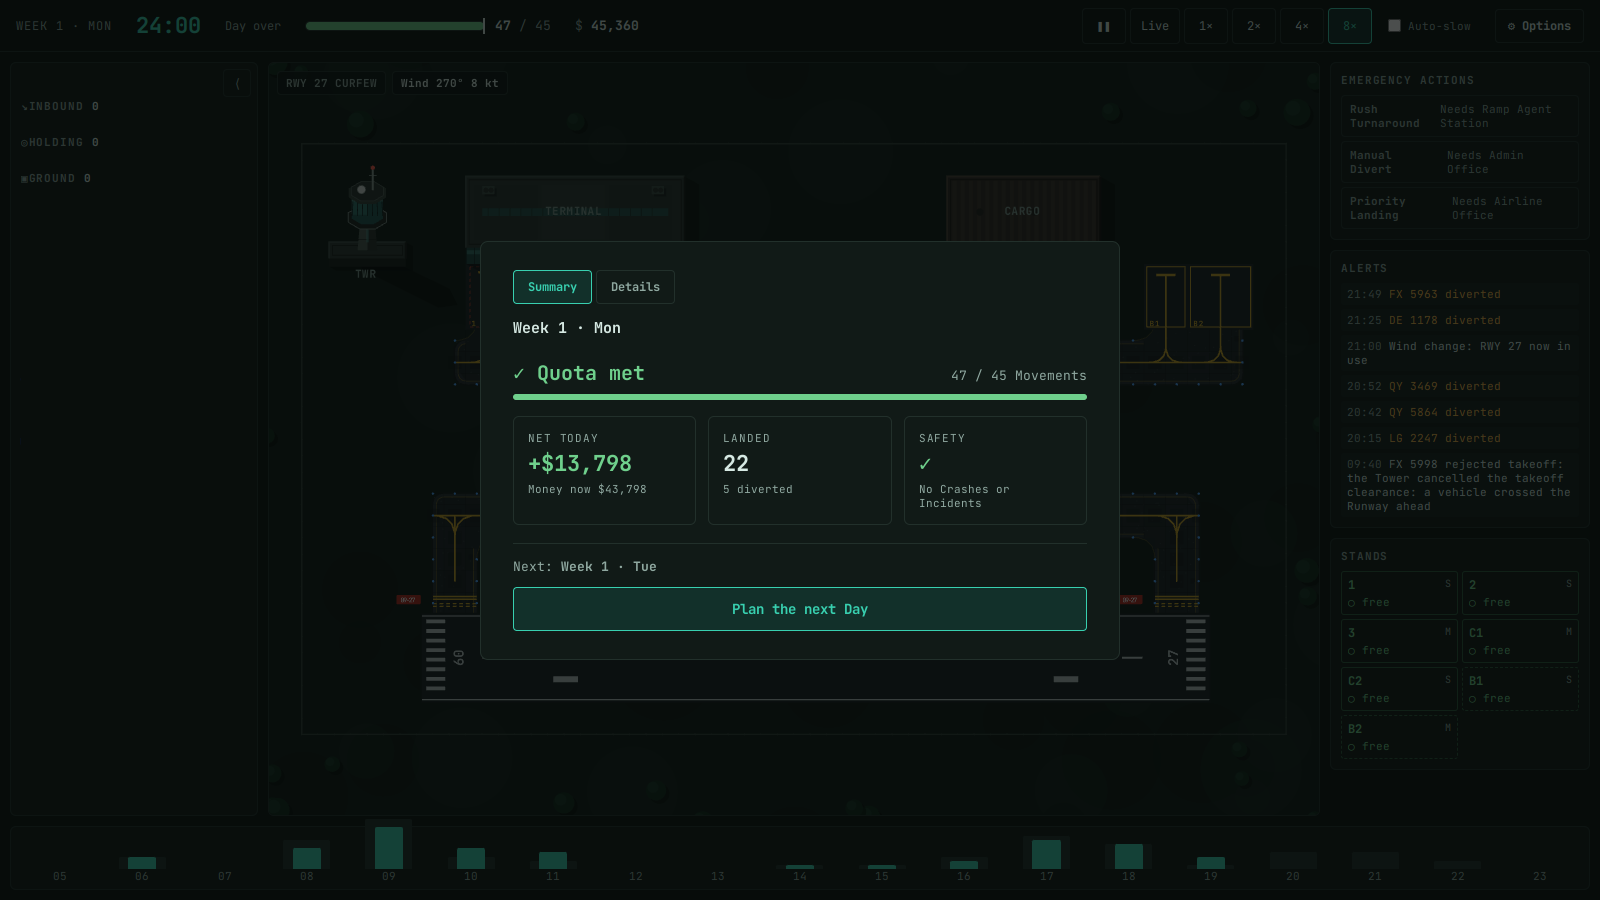 WEEK 1 · MON
24:00
Day over
47 / 45
$ 45,360
Live
1×
2×
4×
8×
Auto-slow
Options
INBOUND 0
HOLDING 0
GROUND 0
RWY 27 CURFEW
Wind 270° 8 kt
TERMINAL
CARGO
TWR
B1
B2
09-27
09-27
60
27
Summary
Details
Week 1 · Mon
✓ Quota met
47 / 45 Movements
NET TODAY
+$13,798
Money now $43,798
LANDED
22
5 diverted
SAFETY
✓
No Crashes or
Incidents
Next: Week 1 · Tue
Plan the next Day
EMERGENCY ACTIONS
Rush
Turnaround
Needs Ramp Agent
Station
Manual
Divert
Needs Admin
Office
Priority
Landing
Needs Airline
Office
ALERTS
21:49 FX 5963 diverted
21:25 DE 1178 diverted
21:00 Wind change: RWY 27 now in
use
20:52 QY 3469 diverted
20:42 QY 5864 diverted
20:15 LG 2247 diverted
09:40 FX 5998 rejected takeoff:
the Tower cancelled the takeoff
clearance: a vehicle crossed the
Runway ahead
STANDS
1 S
free
2 S
free
3 M
free
C1 M
free
C2 S
free
B1 S
free
B2 M
free
05 06 07 08 09 10 11 12 13 14 15 16 17 18 19 20 21 22 23